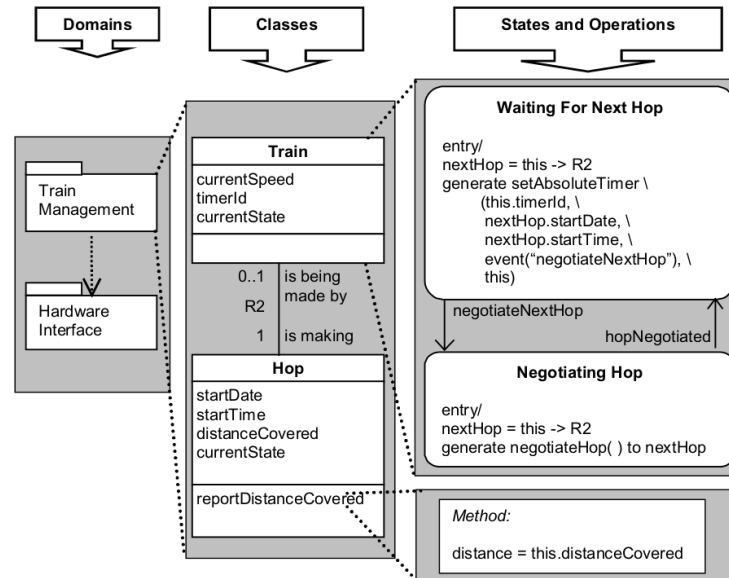 Domains
Classes
States and Operations
Train
Management
Hardware
Interface
Train
currentSpeed
timerId
currentState
0..1 is being
made by
R2
1 is making
Hop
startDate
startTime
distanceCovered
currentState
reportDistanceCovered
Waiting For Next Hop
entry/
nextHop = this -> R2
generate setAbsoluteTimer \
(this.timerId, \
nextHop.startDate, \
nextHop.startTime, \
event(“negotiateNextHop”), \
this)
negotiateNextHop
hopNegotiated
Negotiating Hop
entry/
nextHop = this -> R2
generate negotiateHop( ) to nextHop
Method:
distance = this.distanceCovered